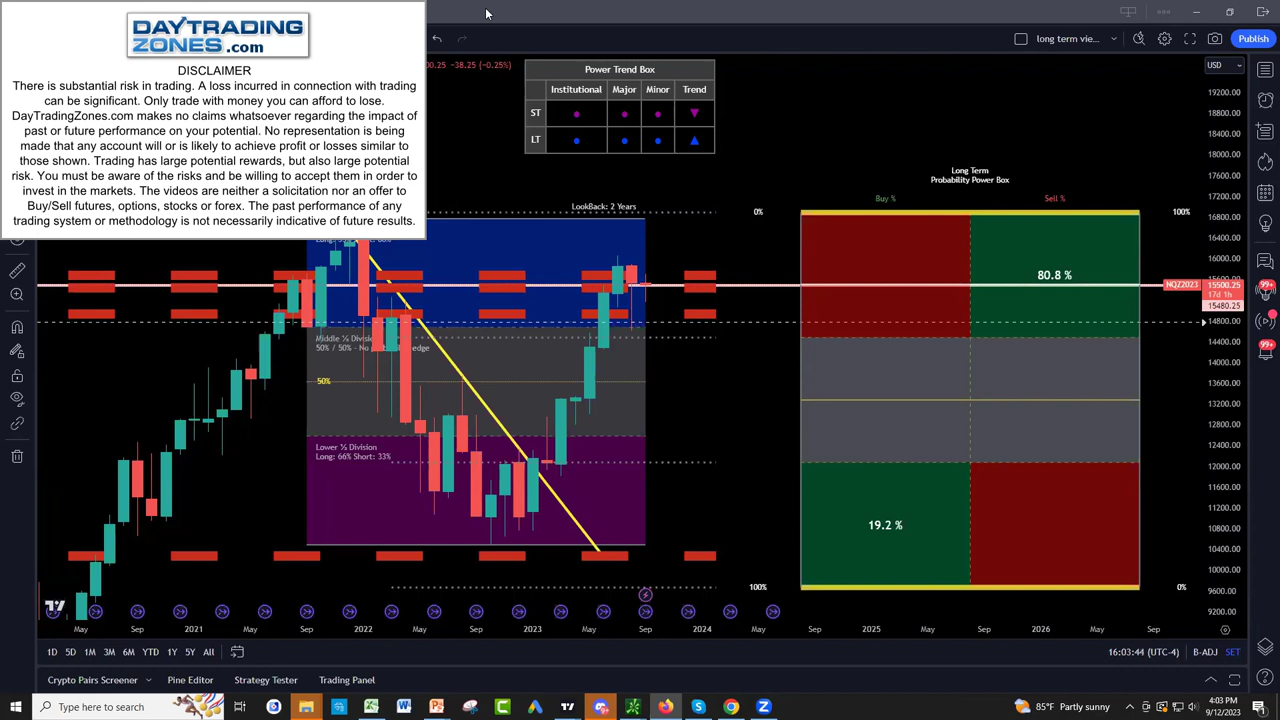 DAYTRADING
ZONES.com
DISCLAIMER
There is substantial risk in trading. A loss incurred in connection with trading
can be significant. Only trade with money you can afford to lose.
DayTradingZones.com makes no claims whatsoever regarding the impact of
past or future performance on your potential. No representation is being
made that any account will or is likely to achieve profit or losses similar to
those shown. Trading has large potential rewards, but also large potential
risk. You must be aware of the risks and be willing to accept them in order to
invest in the markets. The videos are neither a solicitation nor an offer to
Buy/Sell futures, options, stocks or forex. The past performance of any
trading system or methodology is not necessarily indicative of future results.
long term vie...
Publish
-38.25 (-0.25%)
USD
Power Trend Box
Institutional Major Minor Trend
ST
LT
Long Term
Probability Power Box
Buy % Sell %
LookBack: 2 Years
0%
100%
80.8 %
19.2 %
100%
0%
50% / 50% - No
50%
Lower ⅓ Division
Long: 66% Short: 33%
19200.00
18800.00
18400.00
18000.00
17600.00
17200.00
16800.00
16400.00
16000.00
NQZ2023 15500.25
17d 1h
15480.25
14800.00
14400.00
14000.00
13600.00
13200.00
12800.00
12400.00
12000.00
11600.00
11200.00
10800.00
10400.00
10000.00
9600.00
9200.00
99+
99+
May Sep 2021 May Sep 2022 May Sep 2023 May Sep 2024 May Sep 2025 May Sep 2026 May Sep
1D 5D 1M 3M 6M YTD 1Y 5Y All
16:03:44 (UTC-4) B-ADJ SET
Crypto Pairs Screener Pine Editor Strategy Tester Trading Panel
Type here to search
85°F Partly sunny
4:03 PM
9/12/2023